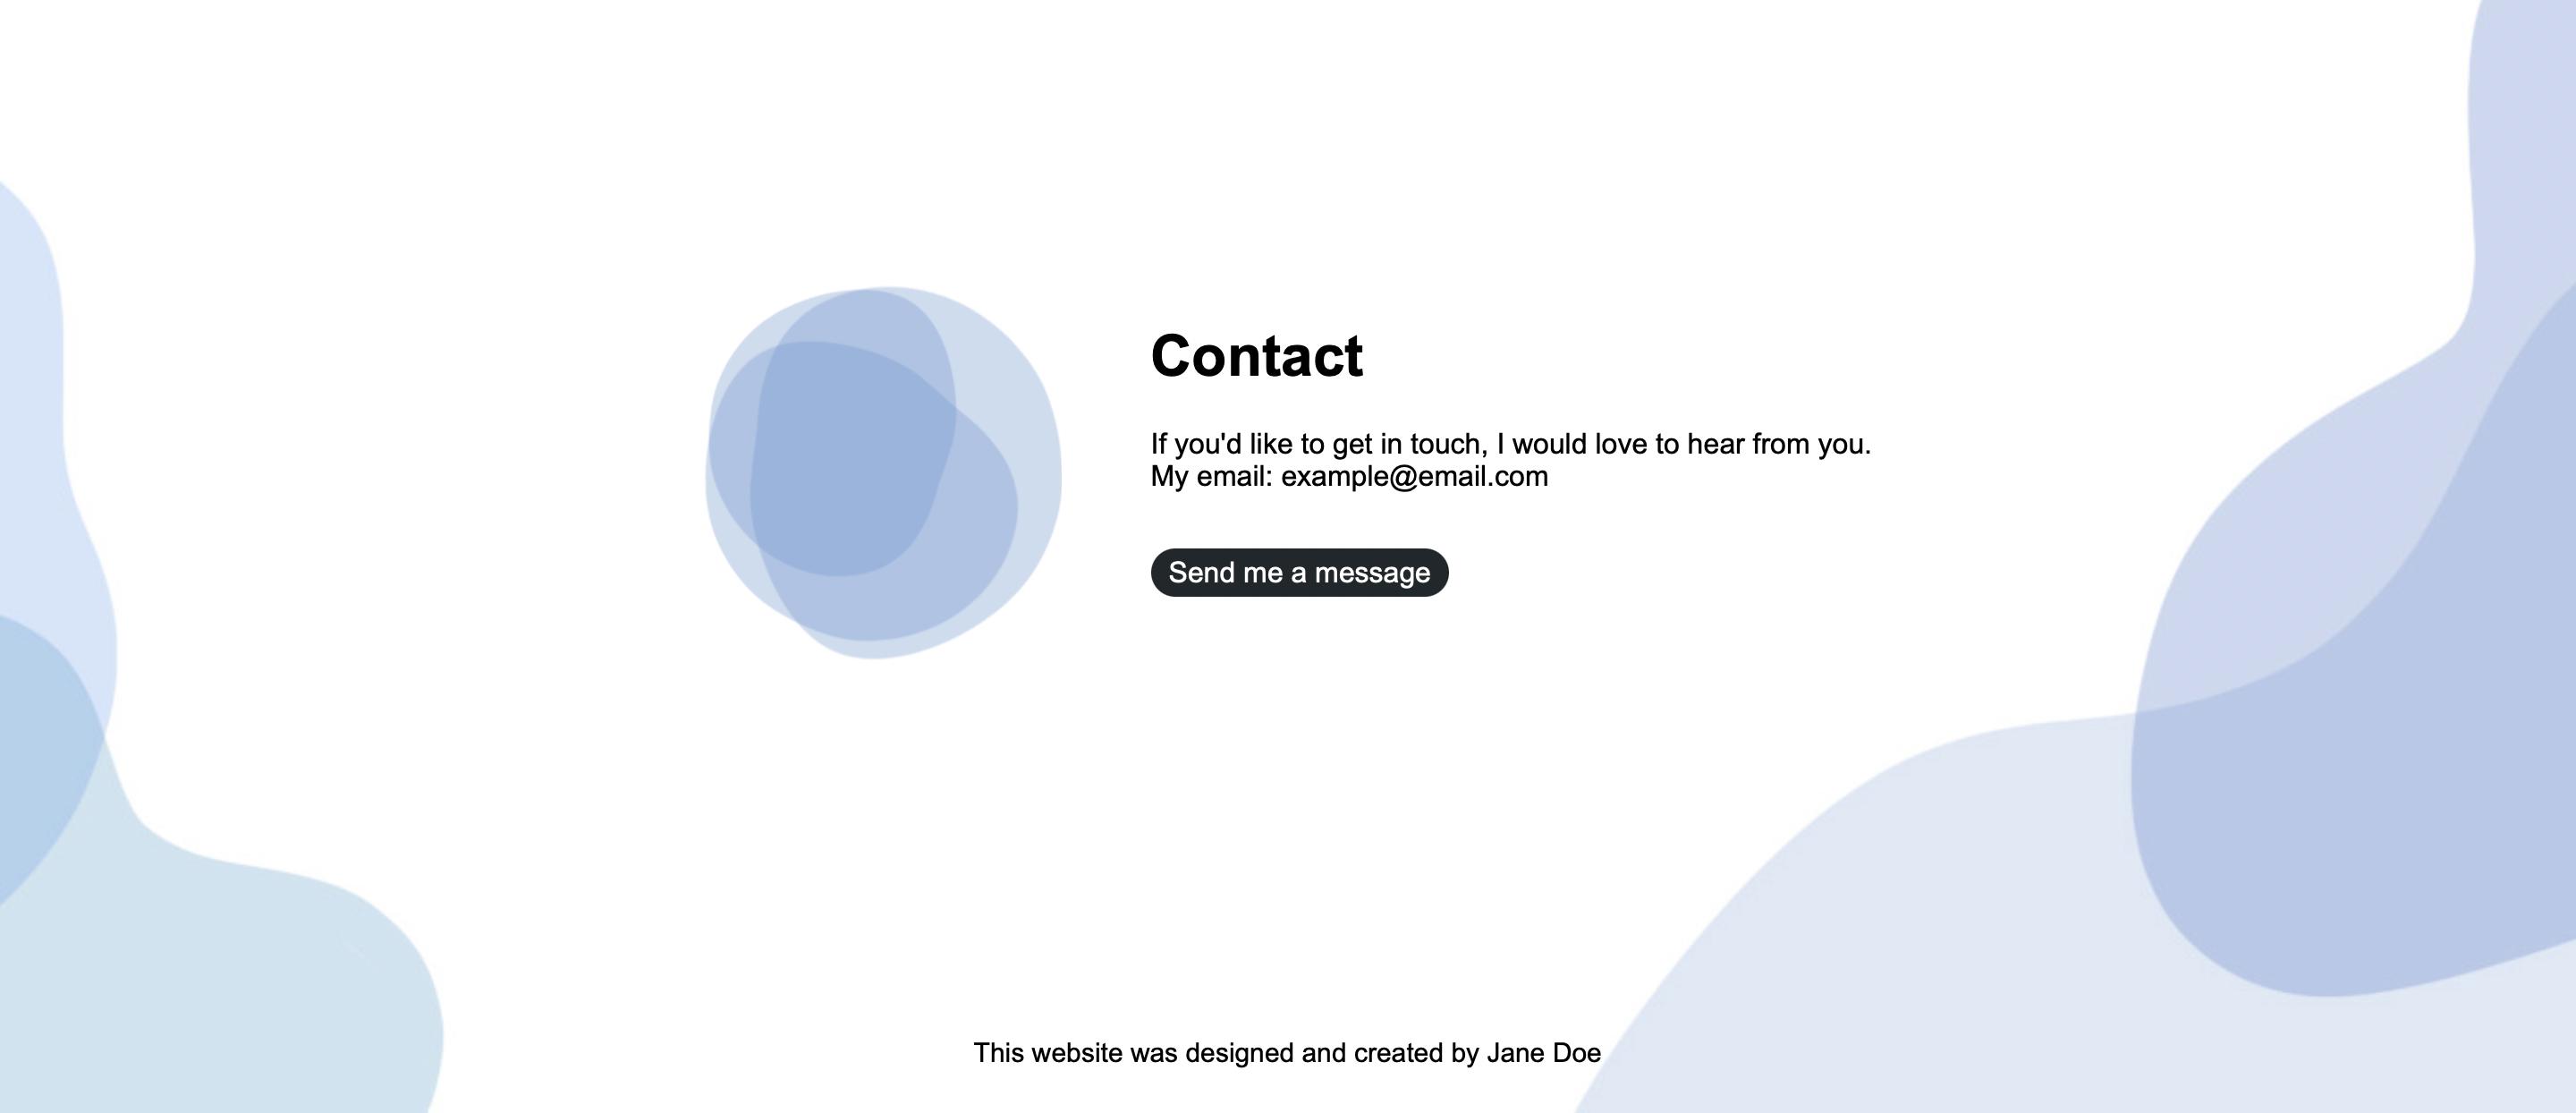 Contact
If you'd like to get in touch, I would love to hear from you.
My email: example@email.com
Send me a message
This website was designed and created by Jane Doe